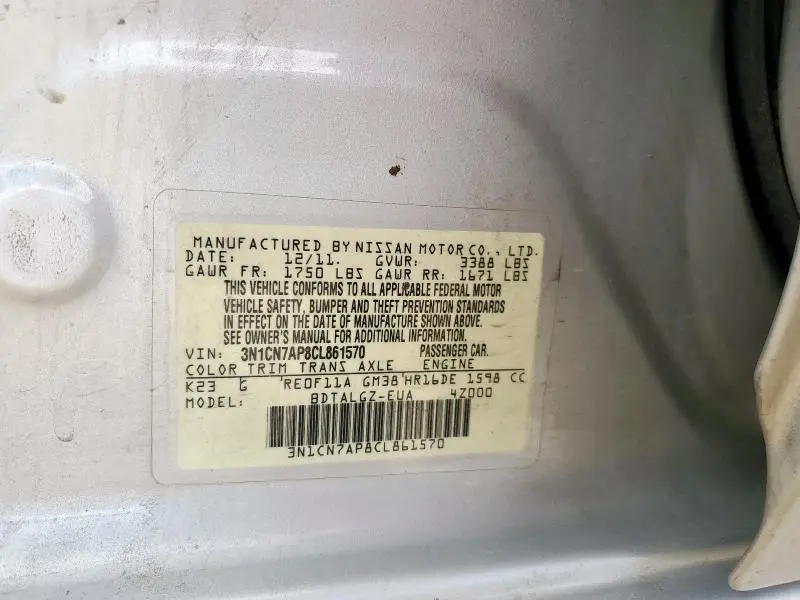 MANUFACTURED BY NISSAN MOTOR CO., LTD.
DATE: 12/11. GVWR: 3388 LBS
GAWR FR: 1750 LBS GAWR RR: 1671 LBS
THIS VEHICLE CONFORMS TO ALL APPLICABLE FEDERAL MOTOR
VEHICLE SAFETY, BUMPER AND THEFT PREVENTION STANDARDS
IN EFFECT ON THE DATE OF MANUFACTURE SHOWN ABOVE.
SEE OWNER'S MANUAL FOR ADDITIONAL INFORMATION.
VIN: 3N1CN7AP8CL861570 PASSENGER CAR.
COLOR TRIM TRANS AXLE ENGINE
K23 G 'RE0F11A GM38'HR16DE 1598 CC
MODEL: BDTALGZ-EUA 4Z000
3N1CN7AP8CL861570